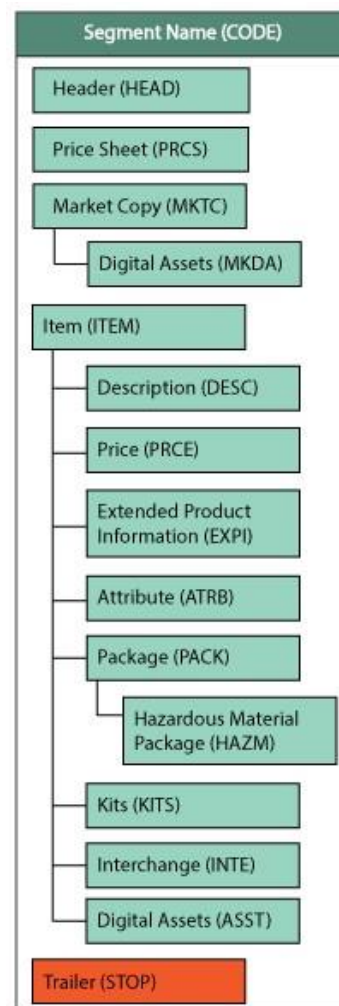 Segment Name (CODE)
Header (HEAD)
Price Sheet (PRCS)
Market Copy (MKTC)
Digital Assets (MKDA)
Item (ITEM)
Description (DESC)
Price (PRCE)
Extended Product
Information (EXPI)
Attribute (ATRB)
Package (PACK)
Hazardous Material
Package (HAZM)
Kits (KITS)
Interchange (INTE)
Digital Assets (ASST)
Trailer (STOP)